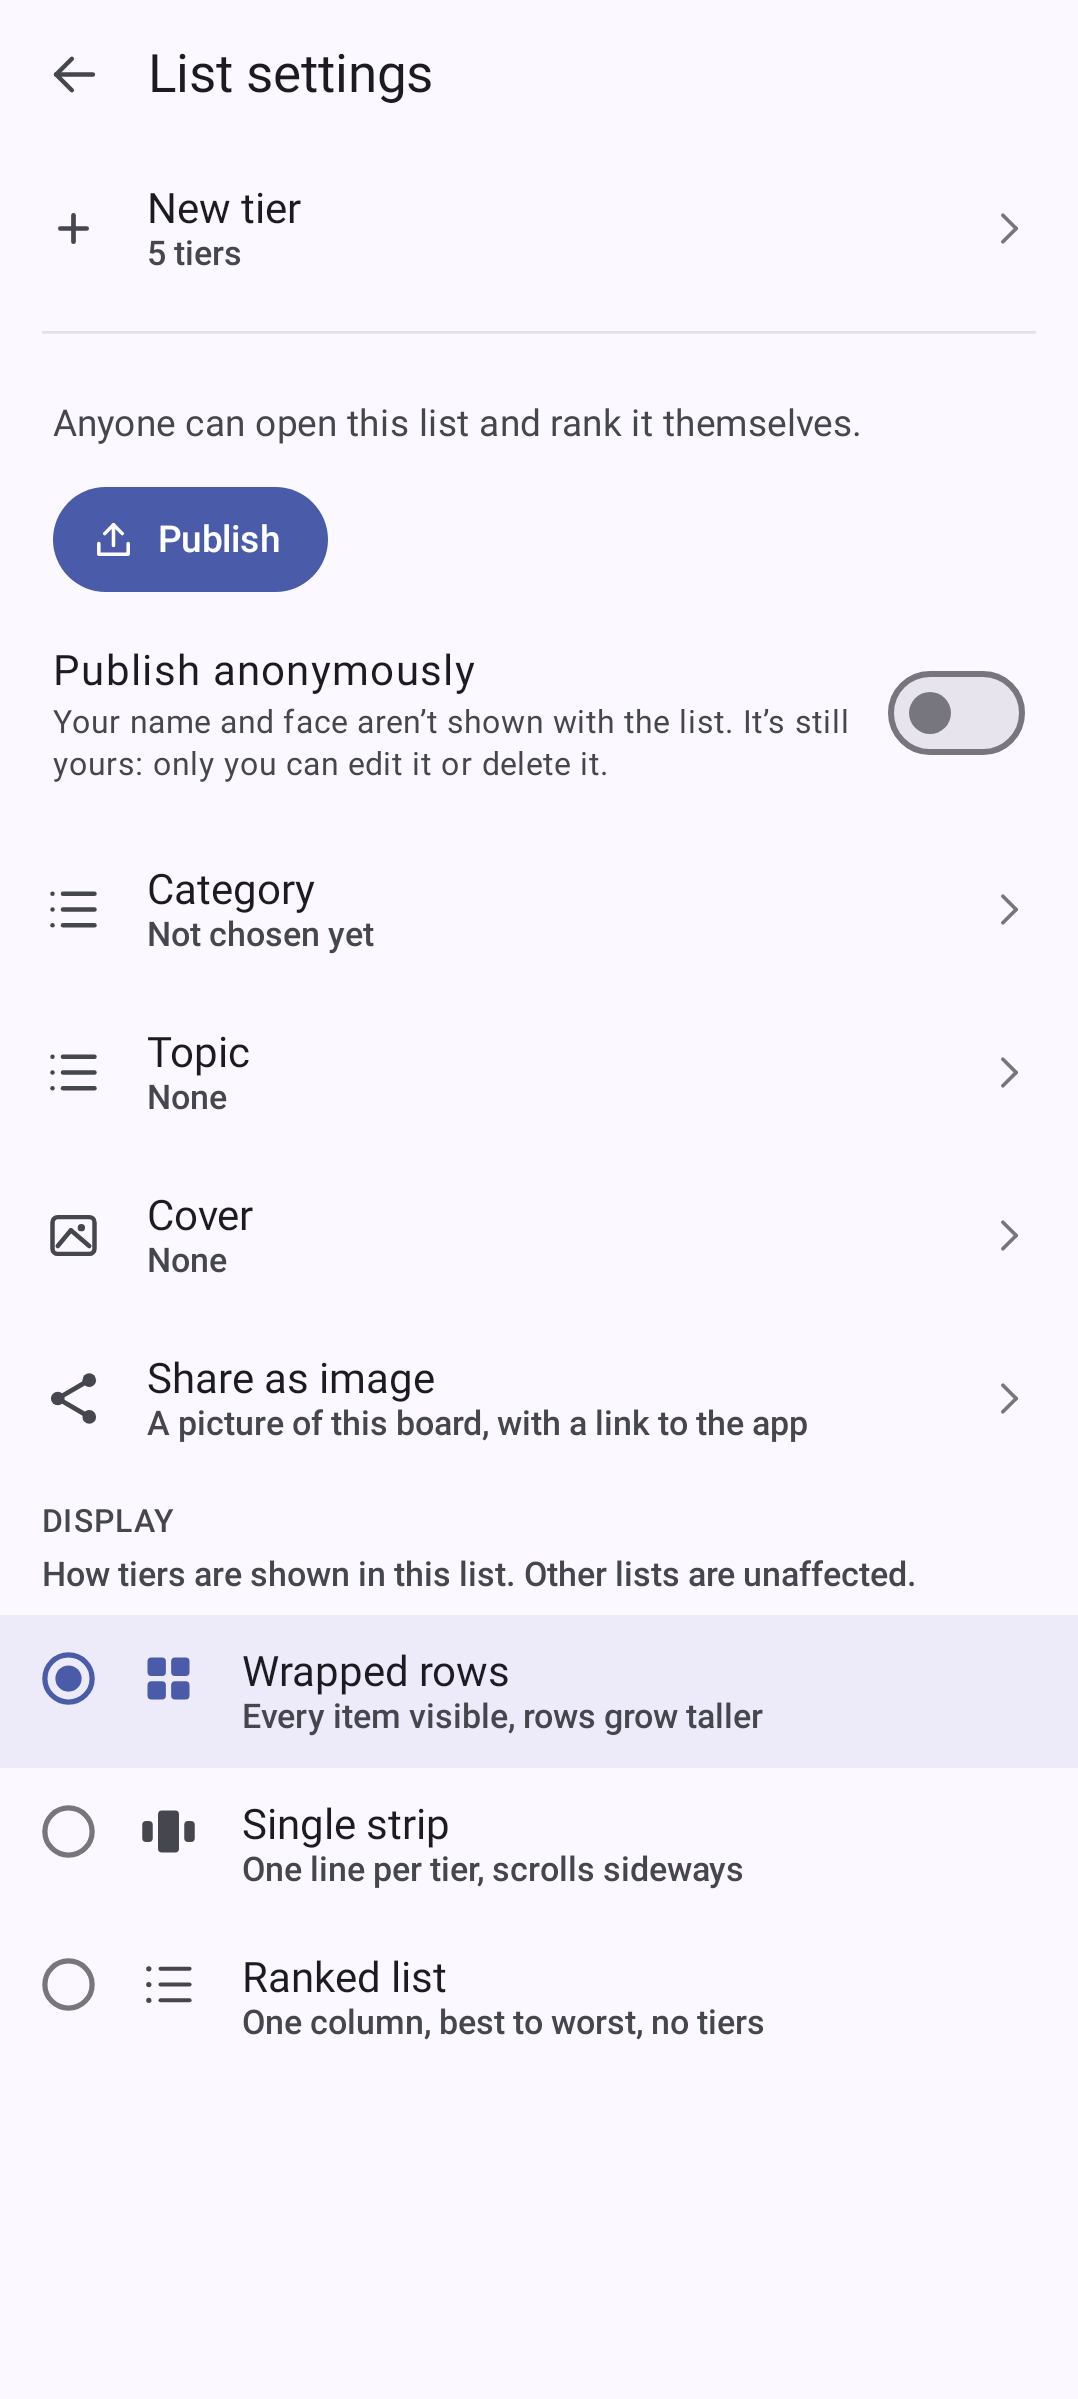 List settings
New tier
5 tiers
Anyone can open this list and rank it themselves.
Publish
Publish anonymously
Your name and face aren’t shown with the list. It’s still
yours: only you can edit it or delete it.
Category
Not chosen yet
Topic
None
Cover
None
Share as image
A picture of this board, with a link to the app
DISPLAY
How tiers are shown in this list. Other lists are unaffected.
Wrapped rows
Every item visible, rows grow taller
Single strip
One line per tier, scrolls sideways
Ranked list
One column, best to worst, no tiers